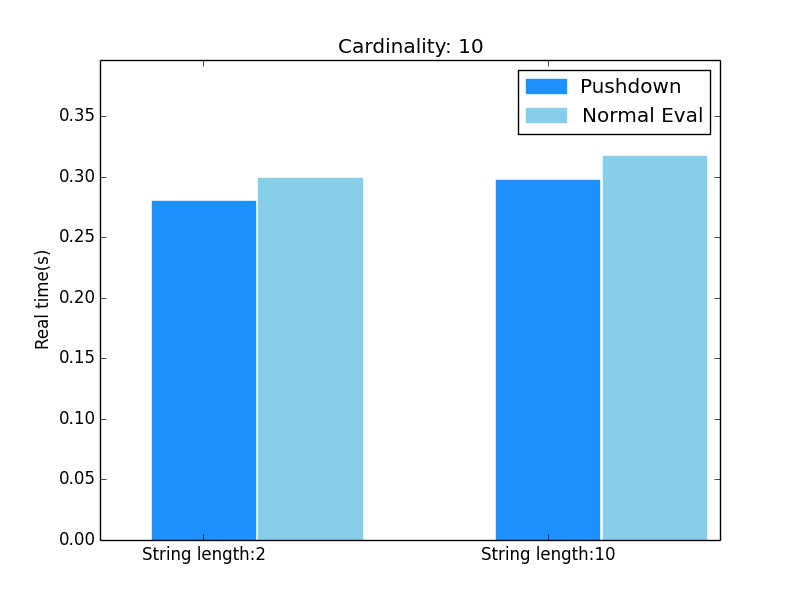 Cardinality: 10
Pushdown
Normal Eval
Real time(s)
0.35
0.30
0.25
0.20
0.15
0.10
0.05
0.00
String length:2
String length:10